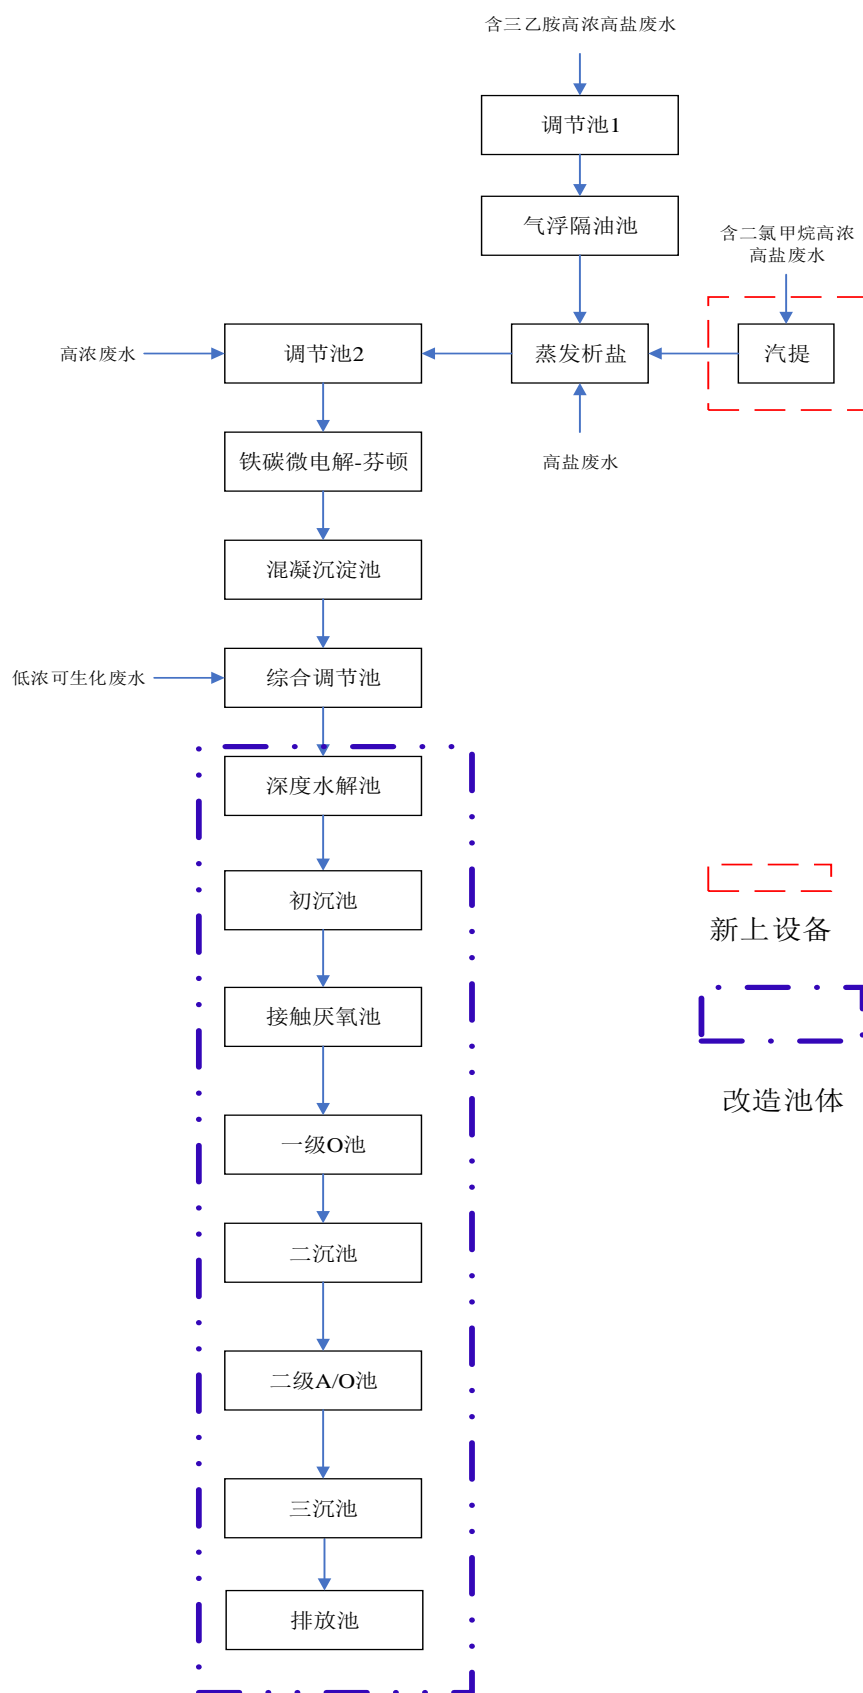 含三乙胺高浓高盐废水
调节池1
气浮隔油池
含二氯甲烷高浓
高盐废水
高浓废水
调节池2
蒸发析盐
汽提
铁碳微电解-芬顿
高盐废水
混凝沉淀池
低浓可生化废水
综合调节池
深度水解池
初沉池
新上设备
接触厌氧池
改造池体
一级O池
二沉池
二级A/O池
三沉池
排放池